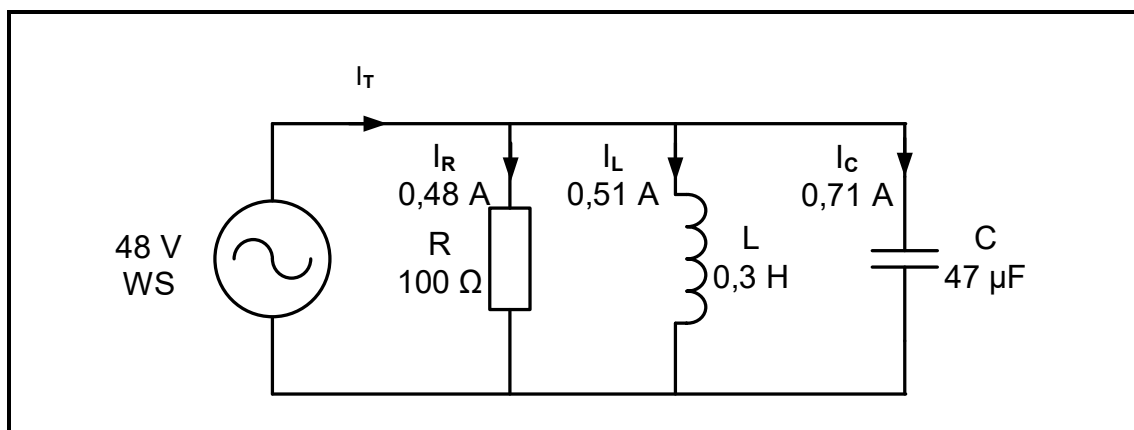 I_T
I_R
0,48 A
R
100 Ω
I_L
0,51 A
L
0,3 H
I_C
0,71 A
C
47 µF
48 V
WS